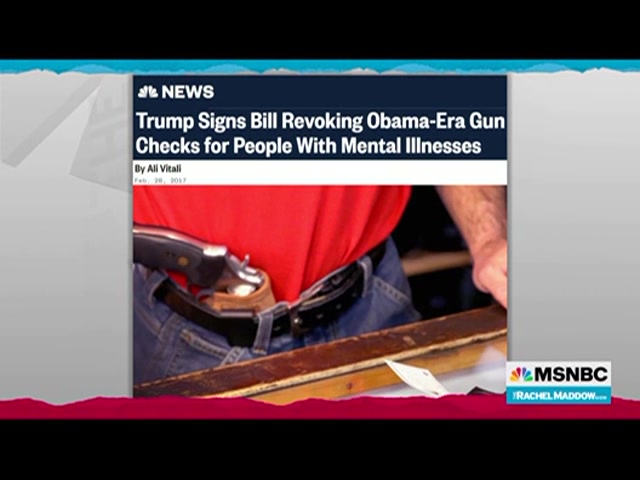 NEWS
Trump Signs Bill Revoking Obama-Era Gun
Checks for People With Mental Illnesses
By Ali Vitali
Feb. 28, 2017
MSNBC
THE RACHEL MADDOW SHOW